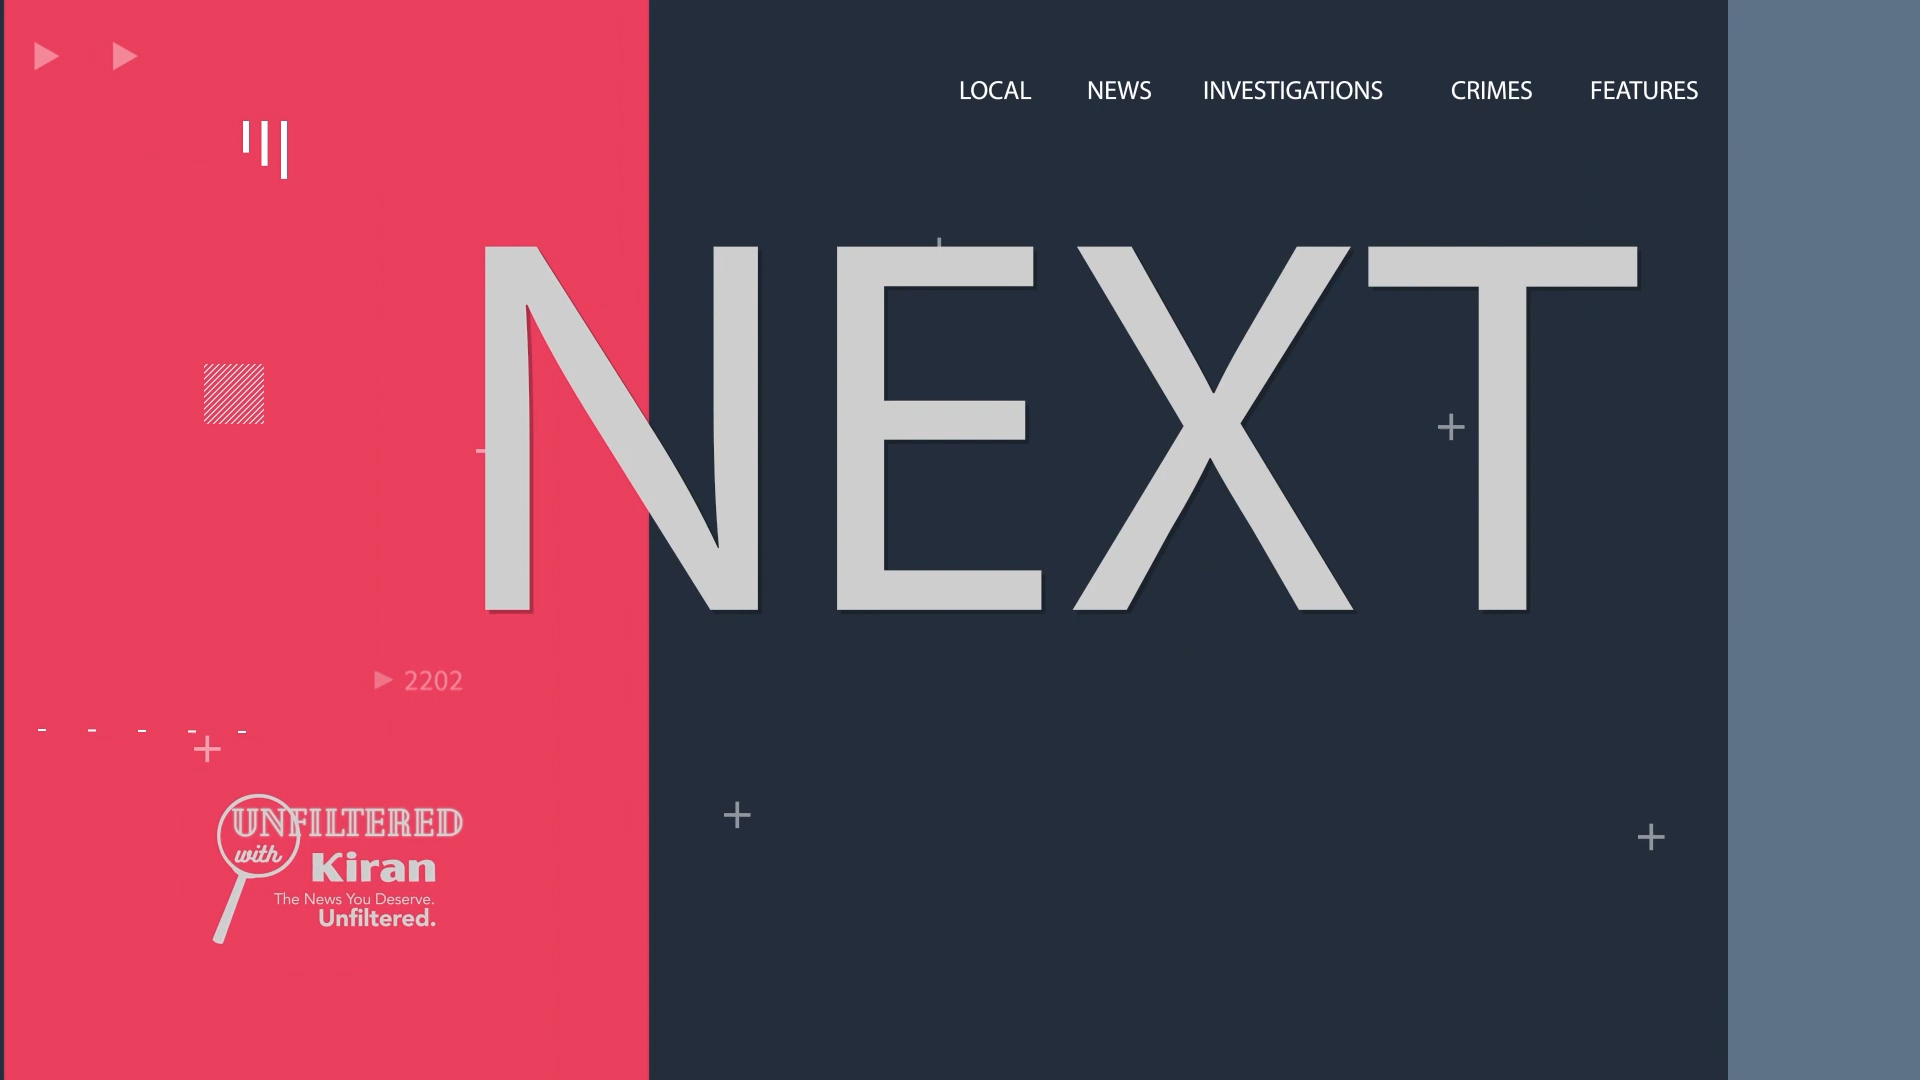 LOCAL NEWS INVESTIGATIONS CRIMES FEATURES
NEXT
2202
UNFILTERED
with
Kiran
The News You Deserve.
Unfiltered.